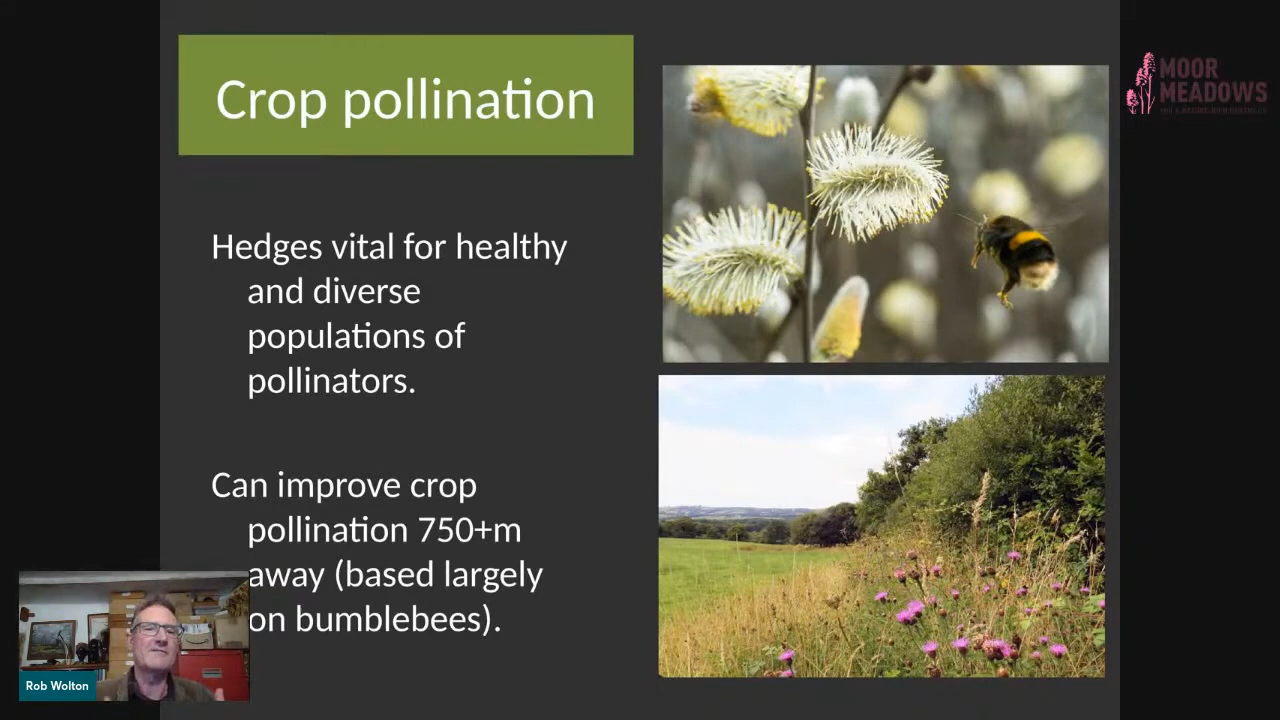 Crop pollination
Hedges vital for healthy
and diverse
populations of
pollinators.
Can improve crop
pollination 750+m
away (based largely
on bumblebees).
Rob Wolton
MOOR
MEADOWS